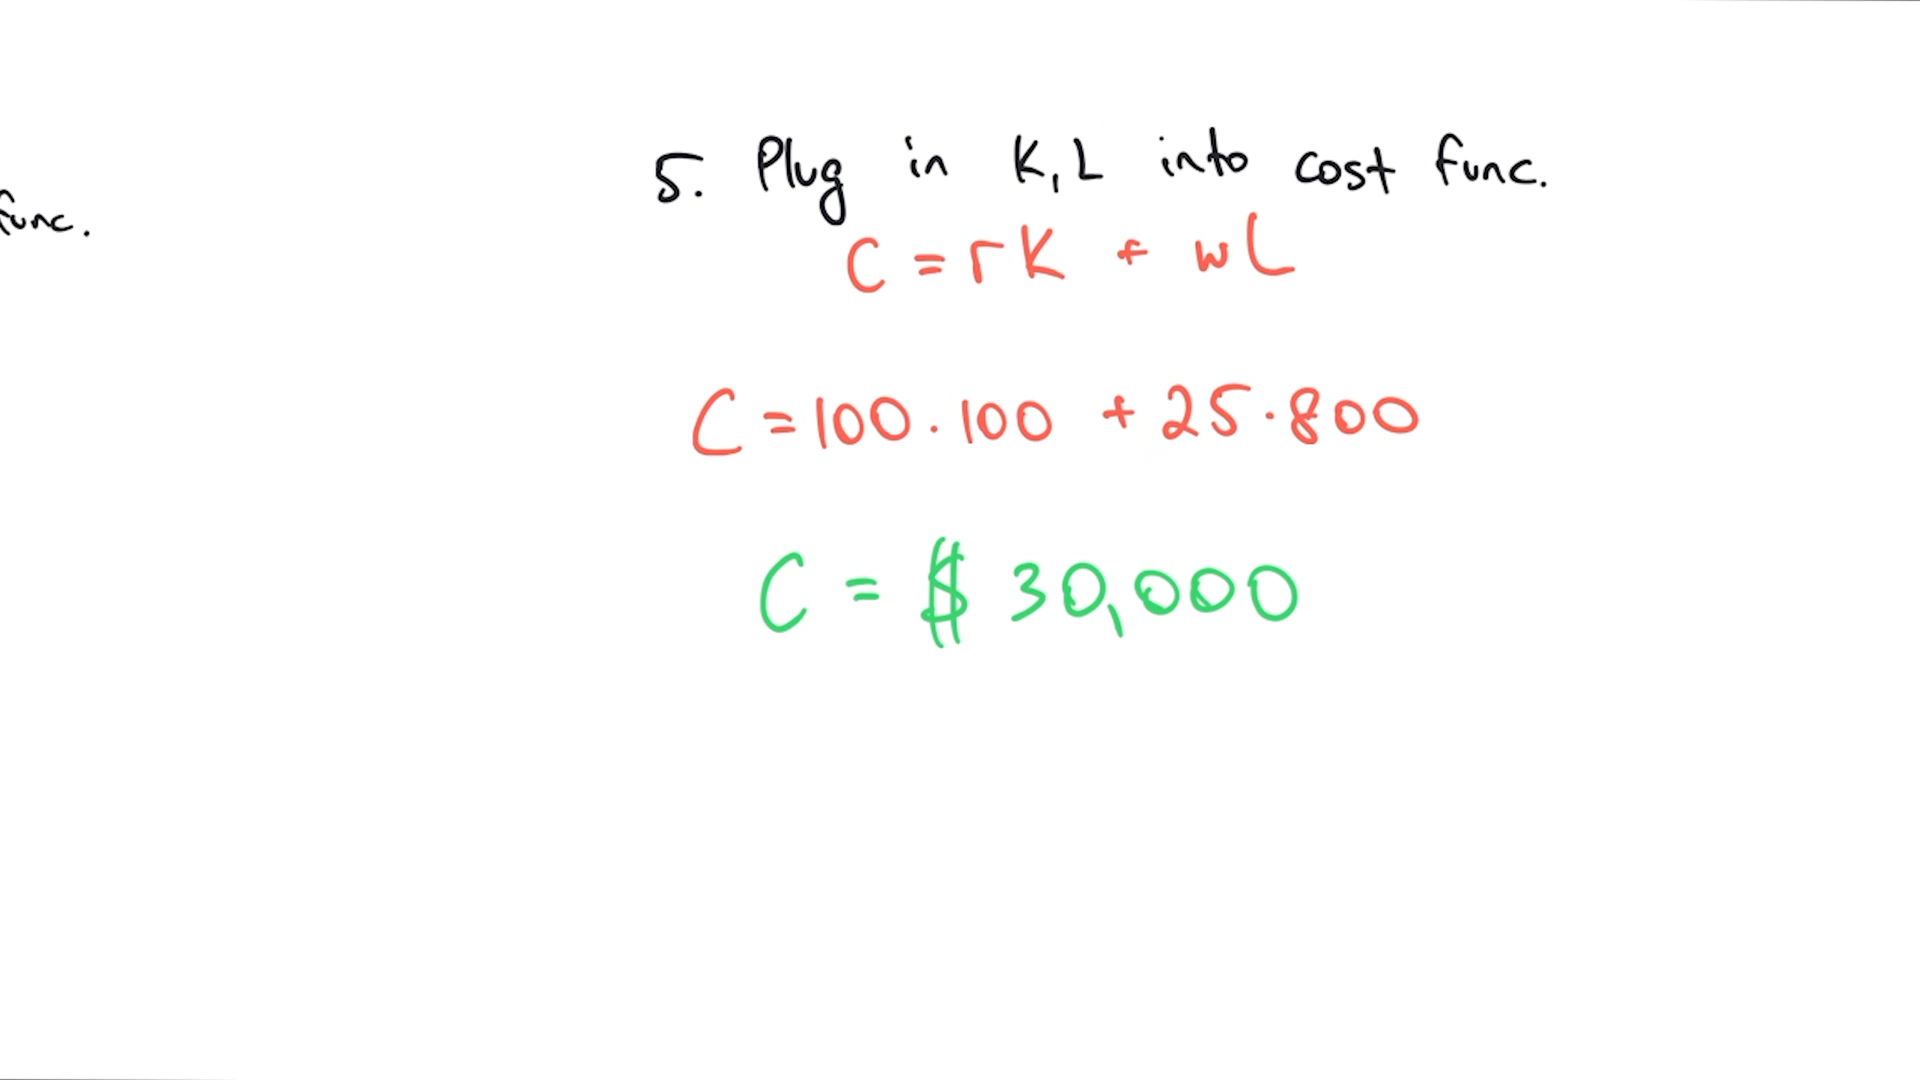 func.
5. Plug in K, L into cost func.
C = rK + wL
C = 100 . 100 + 25 . 800
C = $ 30,000